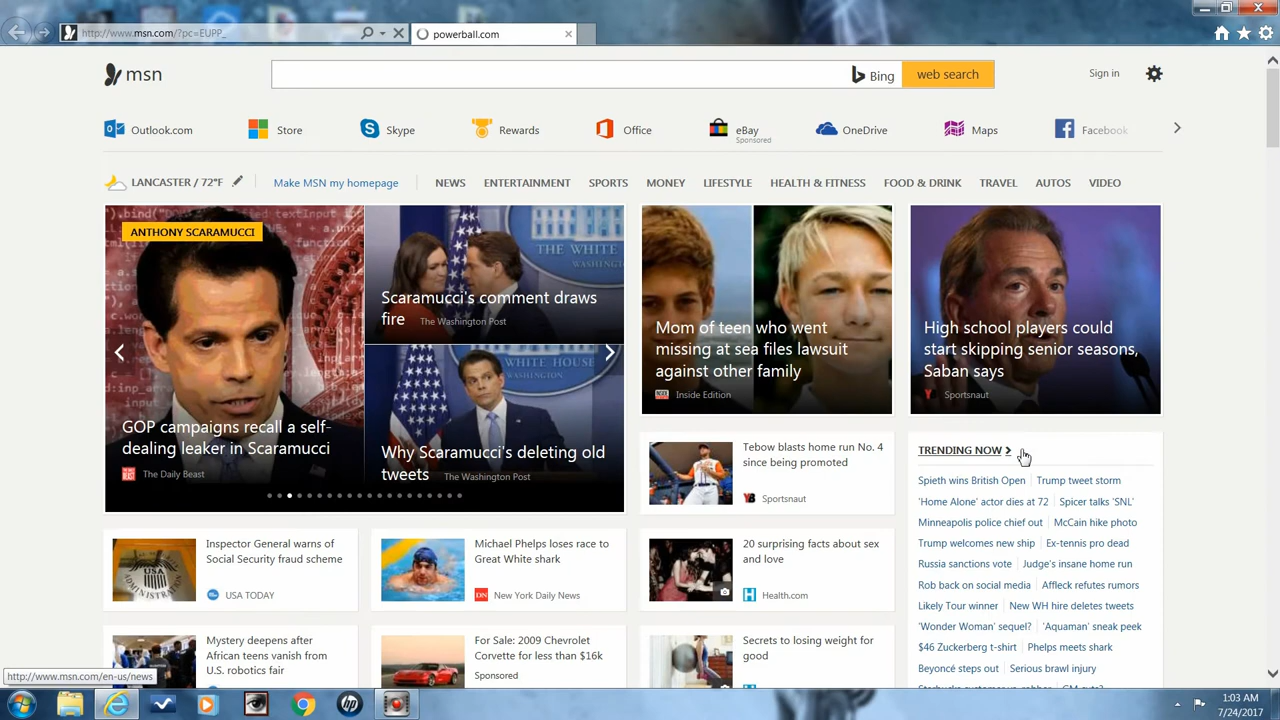 http://www.msn.com/?pc=EUPP_
powerball.com
msn
Bing
web search
Sign in
Outlook.com
Store
Skype
Rewards
Office
eBay
Sponsored
OneDrive
Maps
Facebook
LANCASTER / 72°F
Make MSN my homepage
NEWS
ENTERTAINMENT
SPORTS
MONEY
LIFESTYLE
HEALTH & FITNESS
FOOD & DRINK
TRAVEL
AUTOS
VIDEO
ANTHONY SCARAMUCCI
GOP campaigns recall a self-
dealing leaker in Scaramucci
The Daily Beast
THE WHITE
Scaramucci's comment draws
fire The Washington Post
WHITE HOUSE
WASHINGTON
Why Scaramucci's deleting old
tweets The Washington Post
Mom of teen who went
missing at sea files lawsuit
against other family
Inside Edition
High school players could
start skipping senior seasons,
Saban says
Sportsnaut
Tebow blasts home run No. 4
since being promoted
Sportsnaut
TRENDING NOW
Spieth wins British Open
Trump tweet storm
'Home Alone' actor dies at 72
Spicer talks 'SNL'
Minneapolis police chief out
McCain hike photo
Trump welcomes new ship
Ex-tennis pro dead
Russia sanctions vote
Judge's insane home run
Rob back on social media
Affleck refutes rumors
Likely Tour winner
New WH hire deletes tweets
'Wonder Woman' sequel?
'Aquaman' sneak peek
$46 Zuckerberg t-shirt
Phelps meets shark
Beyoncé steps out
Serious brawl injury
Inspector General warns of
Social Security fraud scheme
USA TODAY
Michael Phelps loses race to
Great White shark
New York Daily News
20 surprising facts about sex
and love
Health.com
Mystery deepens after
African teens vanish from
U.S. robotics fair
For Sale: 2009 Chevrolet
Corvette for less than $16k
Sponsored
Secrets to losing weight for
good
http://www.msn.com/en-us/news
1:03 AM
7/24/2017